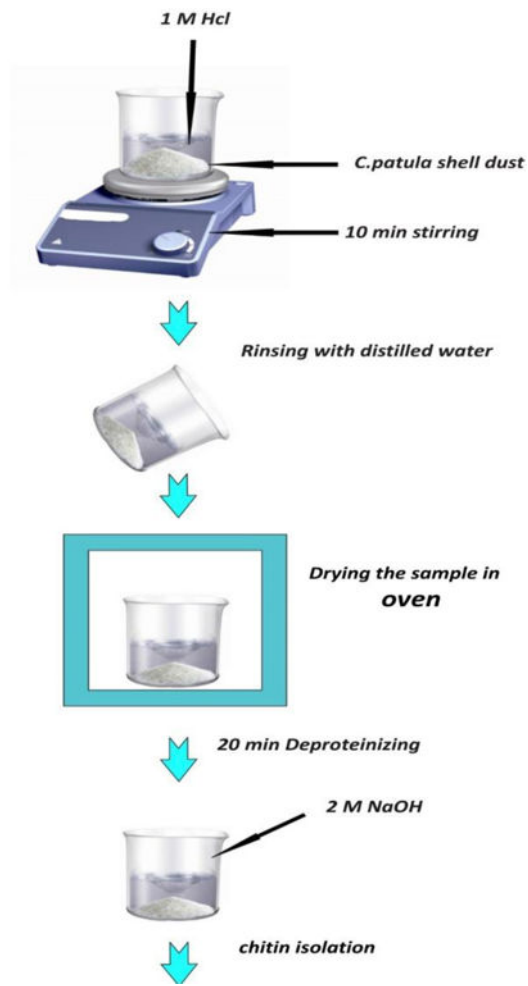 1 M Hcl
C.patula shell dust
10 min stirring
Rinsing with distilled water
Drying the sample in
oven
20 min Deproteinizing
2 M NaOH
chitin isolation